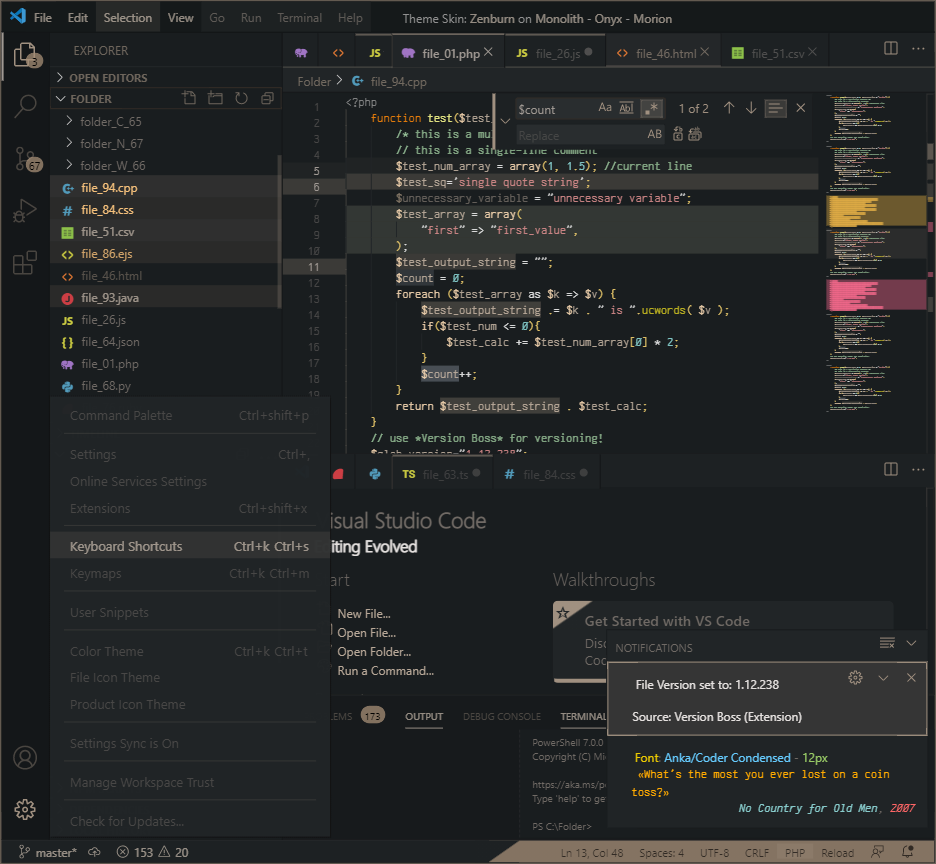 File Edit Selection View Go Run Terminal Help Theme Skin: Zenburn on Monolith - Onyx - Morion
3
67
EXPLORER
OPEN EDITORS
FOLDER
folder_C_65
folder_N_67
folder_W_66
file_94.cpp
file_84.css
file_51.csv
file_86.ejs
file_46.html
file_93.java
file_26.js
file_64.json
file_01.php
file_68.py
JS file_01.php JS file_26.js file_46.html file_51.csv
Folder file_94.cpp
$count Aa Abl 1 of 2
Replace AB
1 <?php
2 function test($test_
3 /* this is a mu
4 // this is a single-line comment
5 $test_num_array = array(1, 1.5); //current line
6 $test_sq='single quote string';
7 $unnecessary_variable = "unnecessary variable";
8 $test_array = array(
9 "first" => "first_value",
10 );
11 $test_output_string = "";
12 $count = 0;
13 foreach ($test_array as $k => $v) {
14 $test_output_string .= $k . " is ".ucwords( $v );
15 if($test_num <= 0){
16 $test_calc += $test_num_array[0] * 2;
17 }
18 $count++;
19 }
return $test_output_string . $test_calc;
}
// use *Version Boss* for versioning!
Command Palette Ctrl+shift+p
Settings Ctrl+,
Online Services Settings
Extensions Ctrl+shift+x
Keyboard Shortcuts Ctrl+k Ctrl+s
Keymaps Ctrl+k Ctrl+m
User Snippets
Color Theme Ctrl+k Ctrl+t
File Icon Theme
Product Icon Theme
Settings Sync is On
Manage Workspace Trust
Check for Updates...
TS file_63.ts # file_84.css
isual Studio Code
iting Evolved
art
New File...
Open File...
Open Folder...
Run a Command...
Walkthroughs
Get Started with VS Code
Disc
Coc
LEMS 173 OUTPUT DEBUG CONSOLE TERMINAL
PowerShell 7.0.0
Copyright (C) Mi
https://aka.ms/p
Type 'help' to ge
PS C:\Folder>
NOTIFICATIONS
File Version set to: 1.12.238
Source: Version Boss (Extension)
Font: Anka/Coder Condensed - 12px
«What's the most you ever lost on a coin
toss?»
No Country for Old Men, 2007
master* 153 20 Ln 13, Col 48 Spaces: 4 UTF-8 CRLF PHP Reload